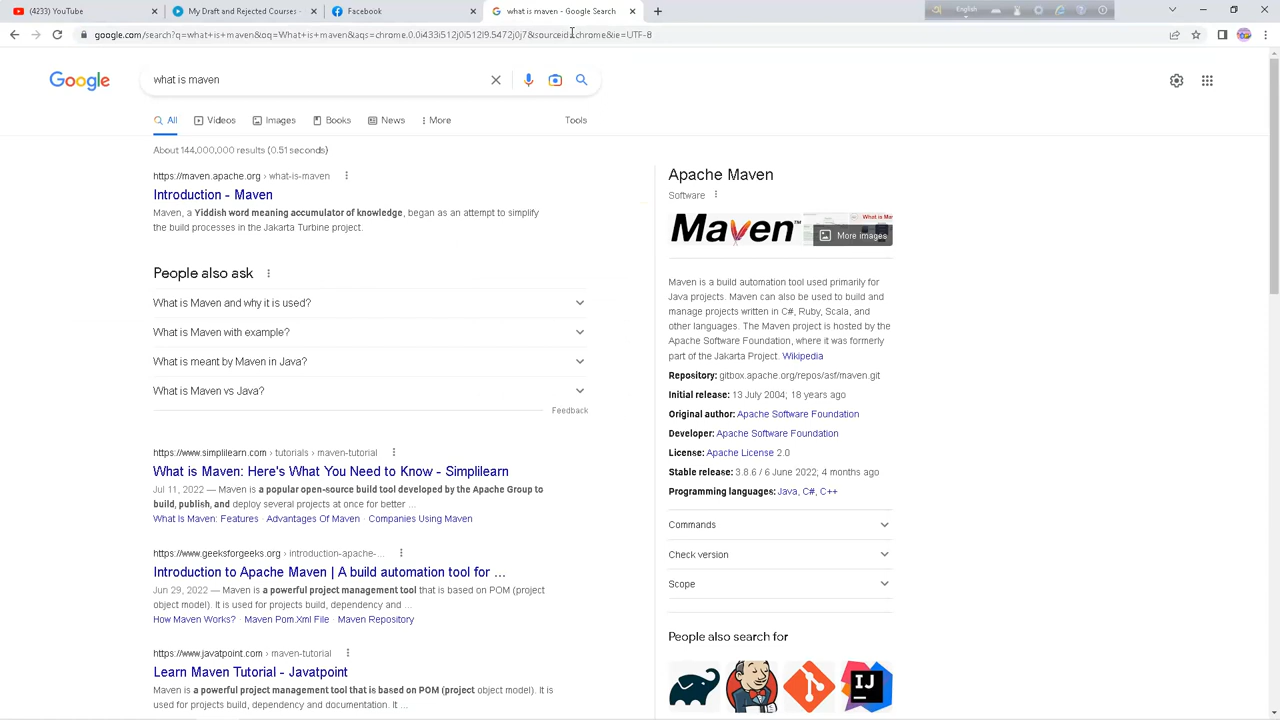 (4233) YouTube
My Draft and Rejected Courses -
Facebook
what is maven - Google Search
English
google.com/search?q=what+is+maven&oq=What+is+maven&aqs=chrome.0.0i433i512j0i512l9.5472j0j7&sourceid=chrome&ie=UTF-8
Google
what is maven
All
Videos
Images
Books
News
More
Tools
About 144,000,000 results (0.51 seconds)
https://maven.apache.org › what-is-maven
Introduction - Maven
Maven, a Yiddish word meaning accumulator of knowledge, began as an attempt to simplify
the build processes in the Jakarta Turbine project.
People also ask
What is Maven and why it is used?
What is Maven with example?
What is meant by Maven in Java?
What is Maven vs Java?
Feedback
https://www.simplilearn.com › tutorials › maven-tutorial
What is Maven: Here's What You Need to Know - Simplilearn
Jul 11, 2022 — Maven is a popular open-source build tool developed by the Apache Group to
build, publish, and deploy several projects at once for better ...
What Is Maven: Features · Advantages Of Maven · Companies Using Maven
https://www.geeksforgeeks.org › introduction-apache-...
Introduction to Apache Maven | A build automation tool for ...
Jun 29, 2022 — Maven is a powerful project management tool that is based on POM (project
object model). It is used for projects build, dependency and ...
How Maven Works? · Maven Pom.Xml File · Maven Repository
https://www.javatpoint.com › maven-tutorial
Learn Maven Tutorial - Javatpoint
Maven is a powerful project management tool that is based on POM (project object model). It is
used for projects build, dependency and documentation. It ...
Apache Maven
Software
Maven™
What is Ma
More images
Maven is a build automation tool used primarily for
Java projects. Maven can also be used to build and
manage projects written in C#, Ruby, Scala, and
other languages. The Maven project is hosted by the
Apache Software Foundation, where it was formerly
part of the Jakarta Project. Wikipedia
Repository: gitbox.apache.org/repos/asf/maven.git
Initial release: 13 July 2004; 18 years ago
Original author: Apache Software Foundation
Developer: Apache Software Foundation
License: Apache License 2.0
Stable release: 3.8.6 / 6 June 2022; 4 months ago
Programming languages: Java, C#, C++
Commands
Check version
Scope
People also search for
IJ